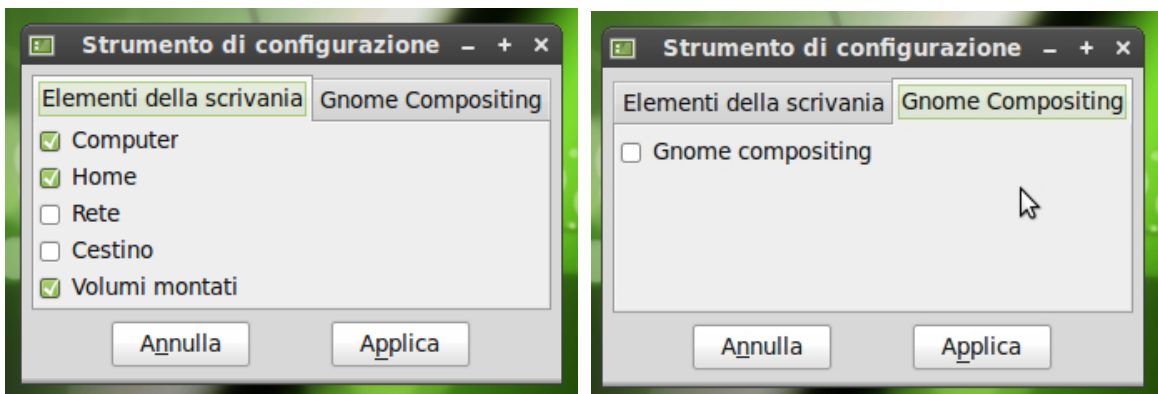 Strumento di configurazione
Elementi della scrivania Gnome Compositing
Computer
Home
Rete
Cestino
Volumi montati
Annulla Applica
Strumento di configurazione
Elementi della scrivania Gnome Compositing
Gnome compositing
Annulla Applica